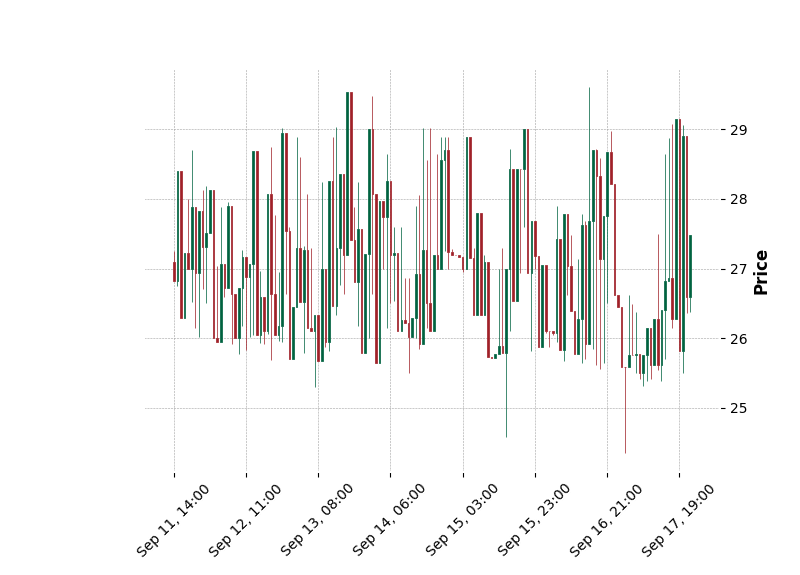 29
28
27
26
25
Price
Sep 11, 14:00
Sep 12, 11:00
Sep 13, 08:00
Sep 14, 06:00
Sep 15, 03:00
Sep 15, 23:00
Sep 16, 21:00
Sep 17, 19:00